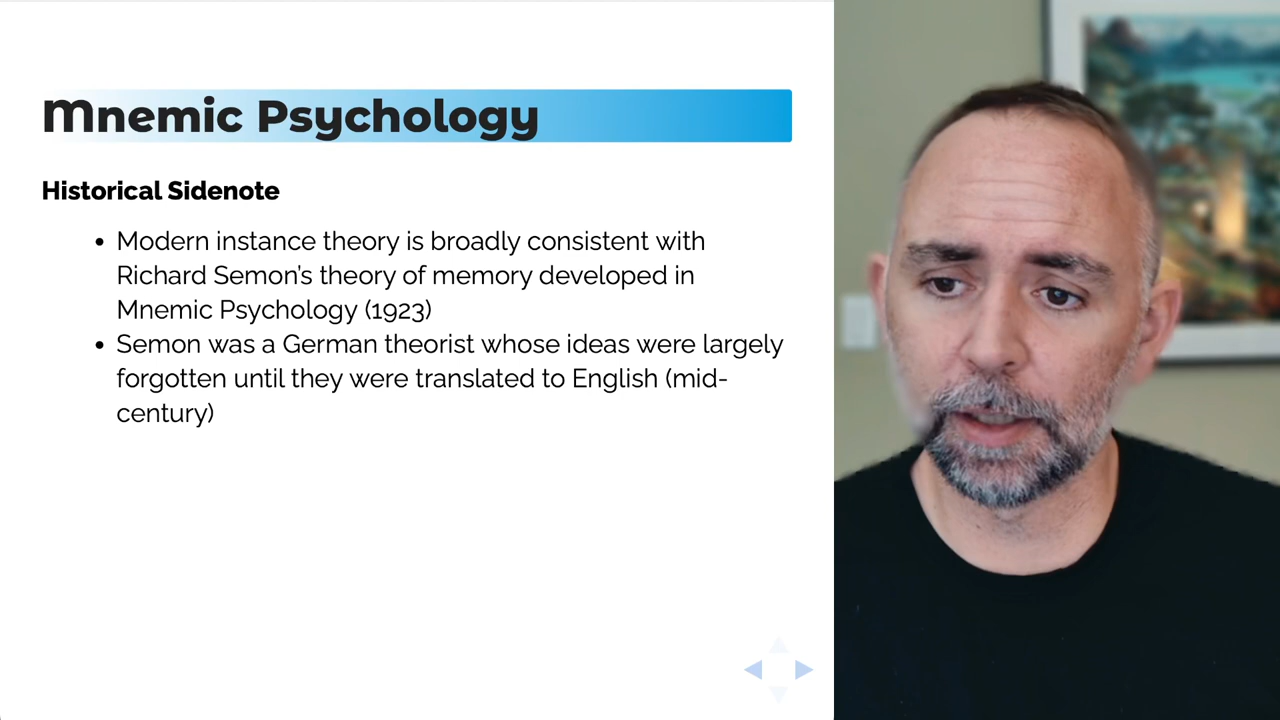 Mnemic Psychology
Historical Sidenote
• Modern instance theory is broadly consistent with
Richard Semon's theory of memory developed in
Mnemic Psychology (1923)
• Semon was a German theorist whose ideas were largely
forgotten until they were translated to English (mid-
century)